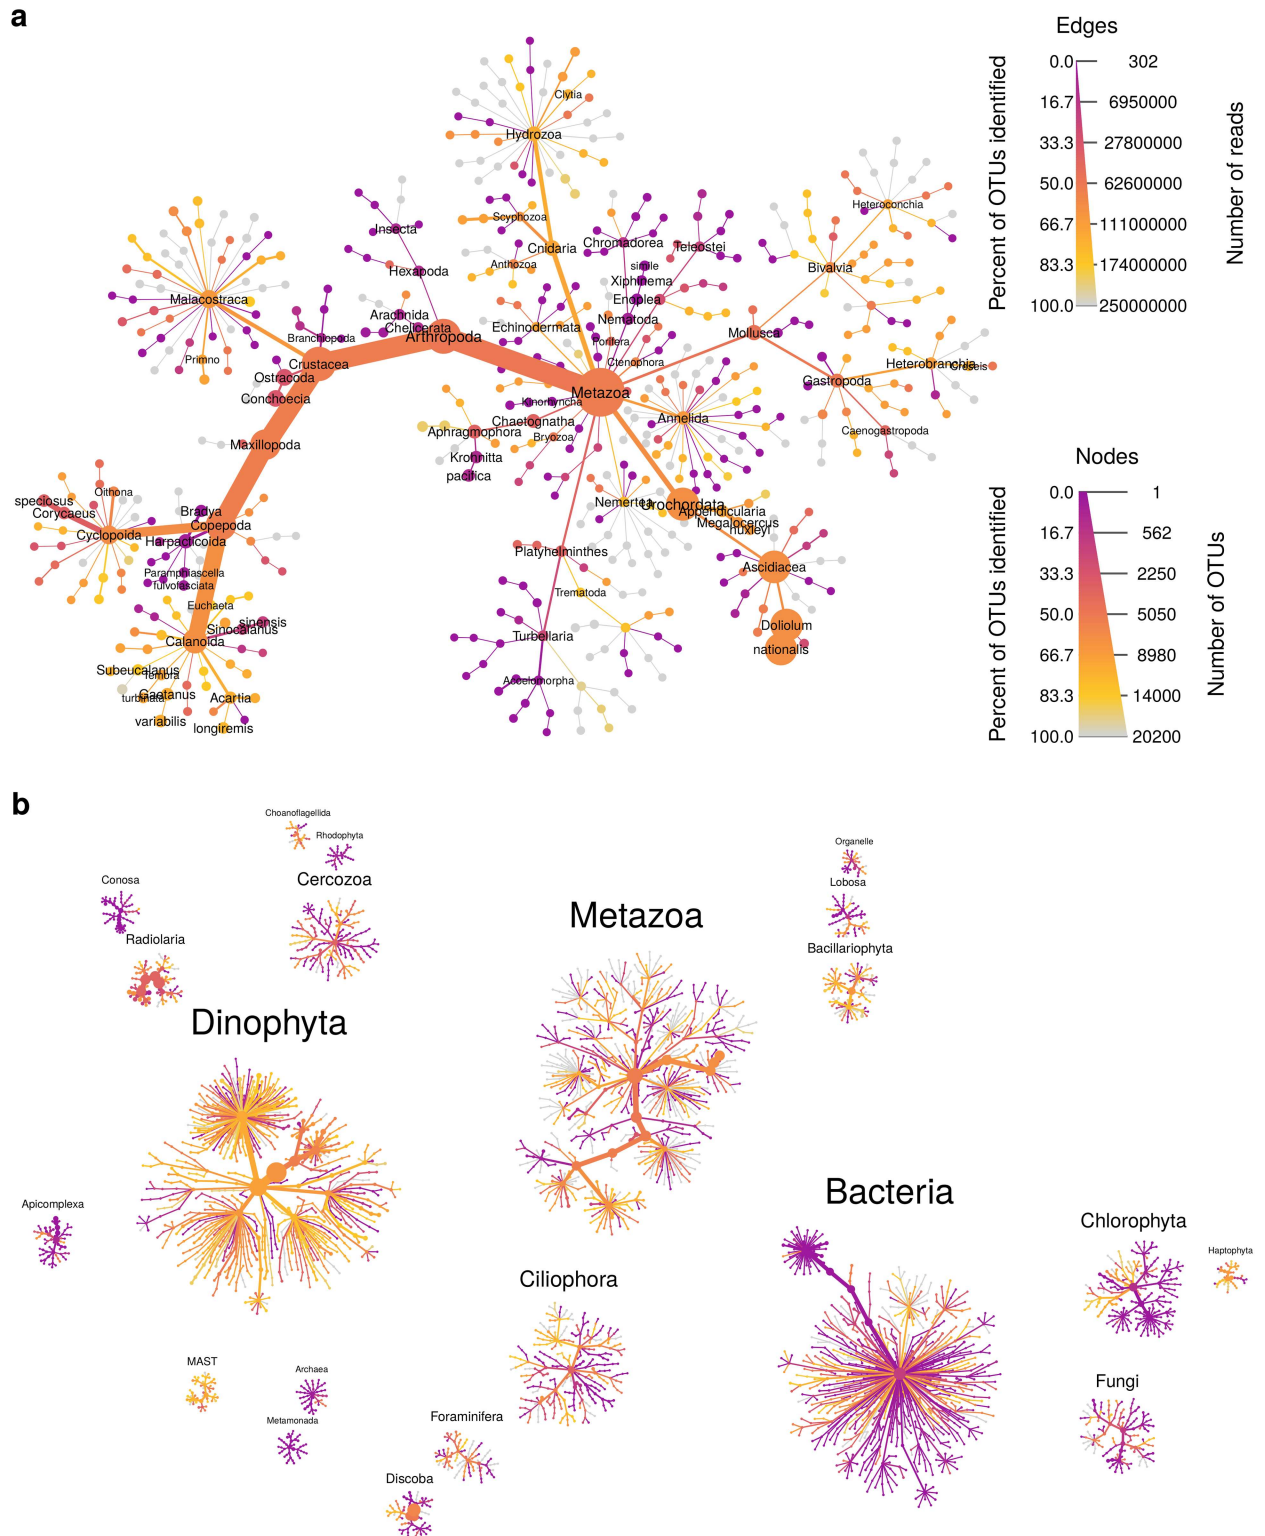 a
Edges
Percent of OTUs identified
Number of reads
0.0 302
16.7 6950000
33.3 27800000
50.0 62600000
66.7 111000000
83.3 174000000
100.0 250000000
Nodes
Percent of OTUs identified
Number of OTUs
0.0 1
16.7 562
33.3 2250
50.0 5050
66.7 8980
83.3 14000
100.0 20200
Clytia
Hydrozoa
Heteroconchia
Scyphozoa
Insecta
Chromadorea
Teleostei
Cnidaria
Anthozoa
simile
Bivalvia
Hexapoda
Xiphinema
Malacostraca
Enoplea
Arachnida
Nematoda
Chelicerata
Echinodermata
Branchiopoda
Arthropoda
Porifera
Mollusca
Primno
Crustacea
Ctenophora
Heterobranchia
Creseis
Ostracoda
Gastropoda
Metazoa
Conchoecia
Kinorhyncha
Chaetognatha
Annelida
Aphragmophora
Bryozoa
Caenogastropoda
Maxillopoda
Krohnitta
pacifica
Oithona
speciosus
Corycaeus
Bradya
Nemertea
Urochordata
Appendicularia
Copepoda
Megalocercus
huxleyi
Cyclopoida
Harpacticoida
Platyhelminthes
Ascidiacea
Paramphiascella
fulvofasciata
Trematoda
Euchaeta
sinensis
Sinocalanus
Doliolum
Calanoida
Turbellaria
nationalis
Subeucalanus
Temora
Acoelomorpha
turbinata
Gaetanus
Acartia
variabilis
longiremis
b
Choanoflagellida
Rhodophyta
Organelle
Conosa
Cercozoa
Lobosa
Metazoa
Radiolaria
Bacillariophyta
Dinophyta
Bacteria
Apicomplexa
Chlorophyta
Haptophyta
Ciliophora
MAST
Archaea
Fungi
Metamonada
Foraminifera
Discoba